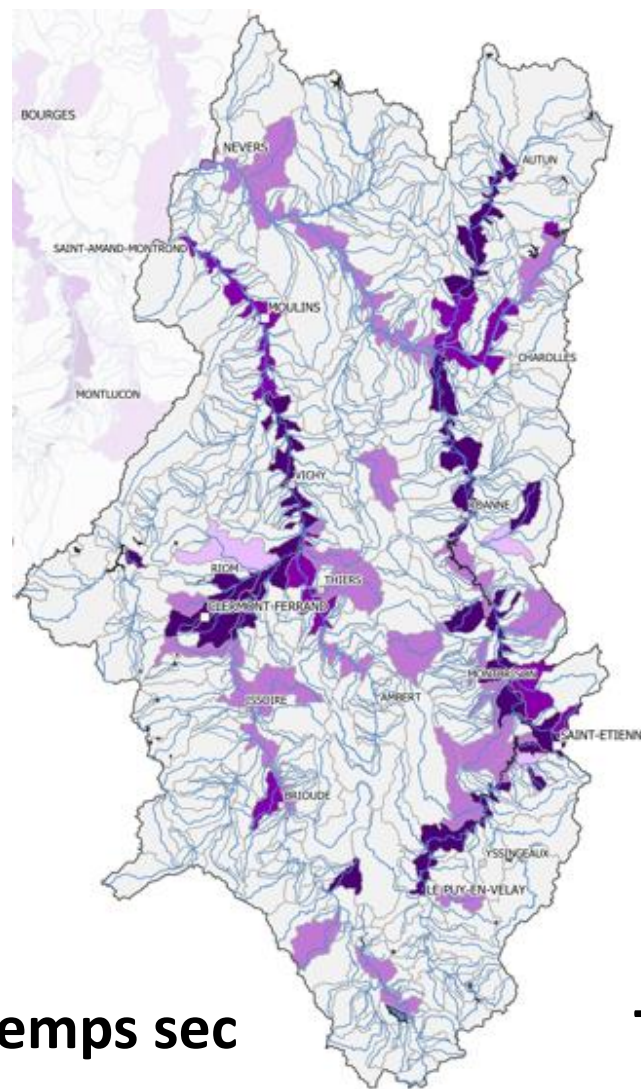 BOURGES
NEVERS
AUTUN
SAINT-AMAND-MONTROND
MOULINS
CHAROLLES
MONTLUCON
VICHY
RIOM
THIERS
CLERMONT-FERRAND
MONTBRISON
ISSOIRE
AMBERT
SAINT-ETIENN
BRIOUDE
YSSINGEAUX
LE PUY-EN-VELAY
emps sec